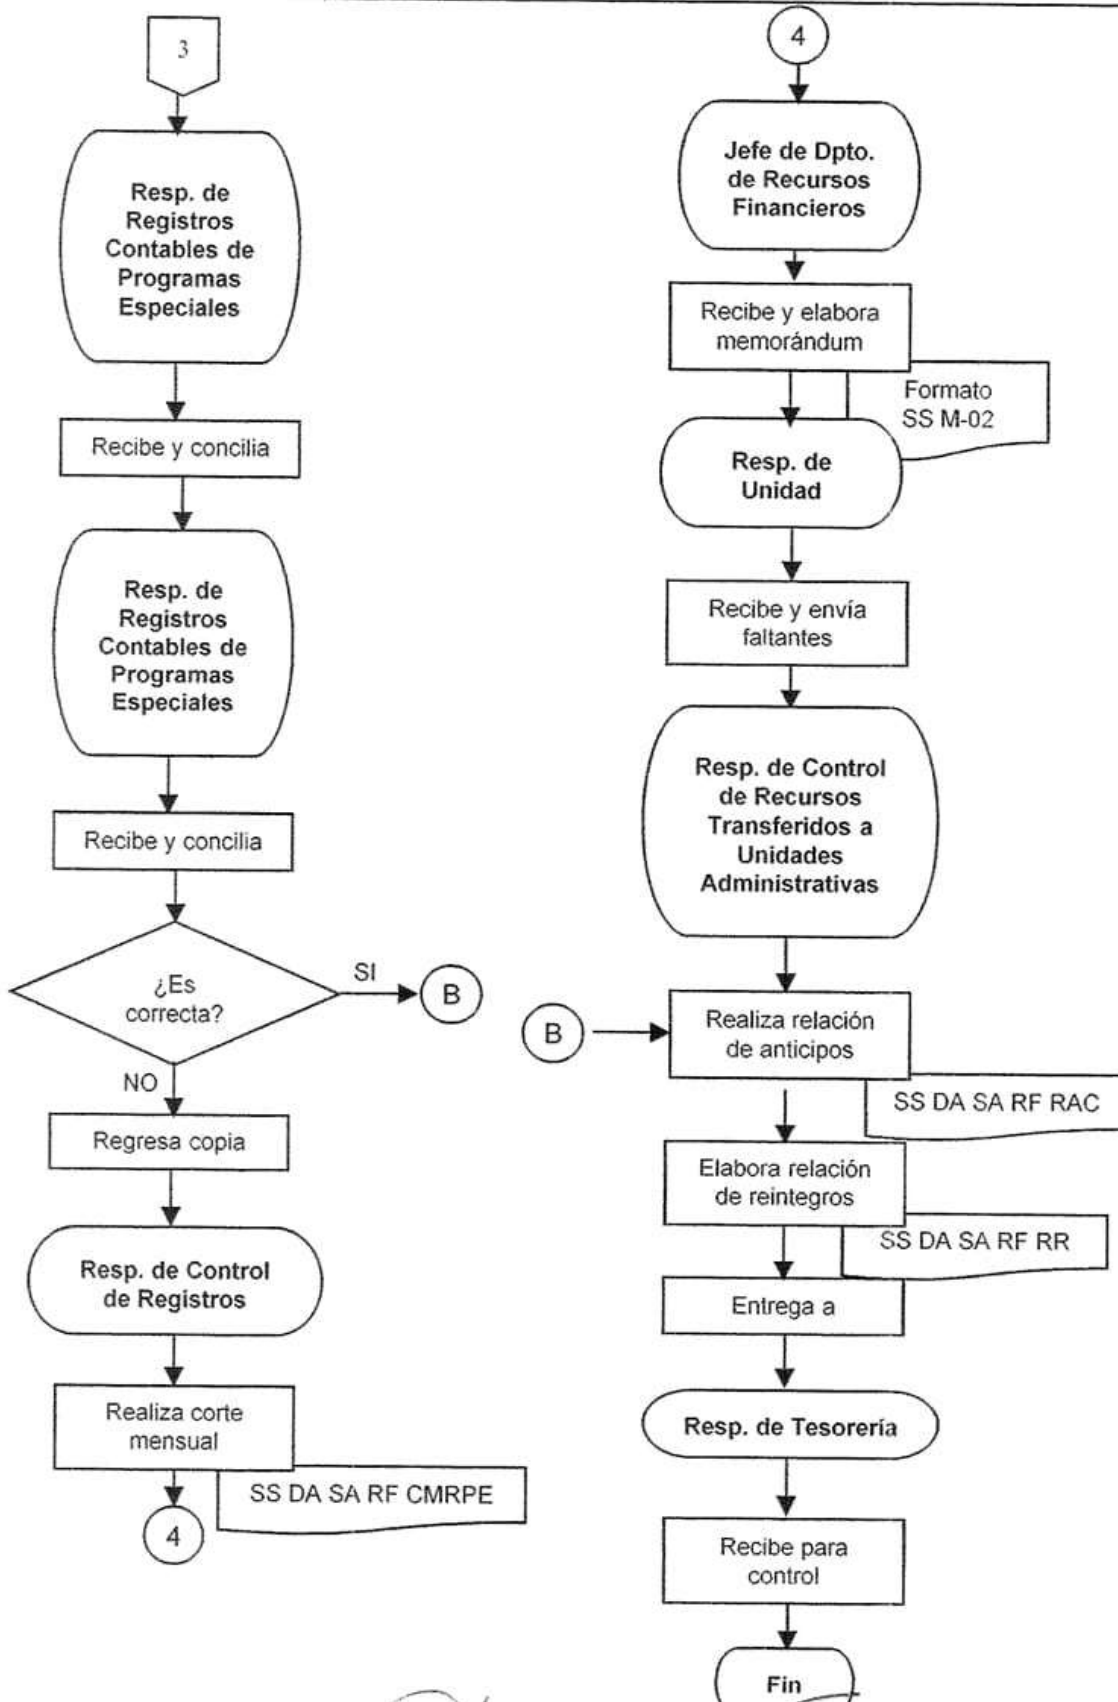 3
Resp. de
Registros
Contables de
Programas
Especiales
Recibe y concilia
Resp. de
Registros
Contables de
Programas
Especiales
Recibe y concilia
¿Es
correcta?
SI
B
NO
Regresa copia
Resp. de Control
de Registros
Realiza corte
mensual
SS DA SA RF CMRPE
4
4
Jefe de Dpto.
de Recursos
Financieros
Recibe y elabora
memorándum
Formato
SS M-02
Resp. de
Unidad
Recibe y envía
faltantes
Resp. de Control
de Recursos
Transferidos a
Unidades
Administrativas
B
Realiza relación
de anticipos
SS DA SA RF RAC
Elabora relación
de reintegros
SS DA SA RF RR
Entrega a
Resp. de Tesorería
Recibe para
control
Fin